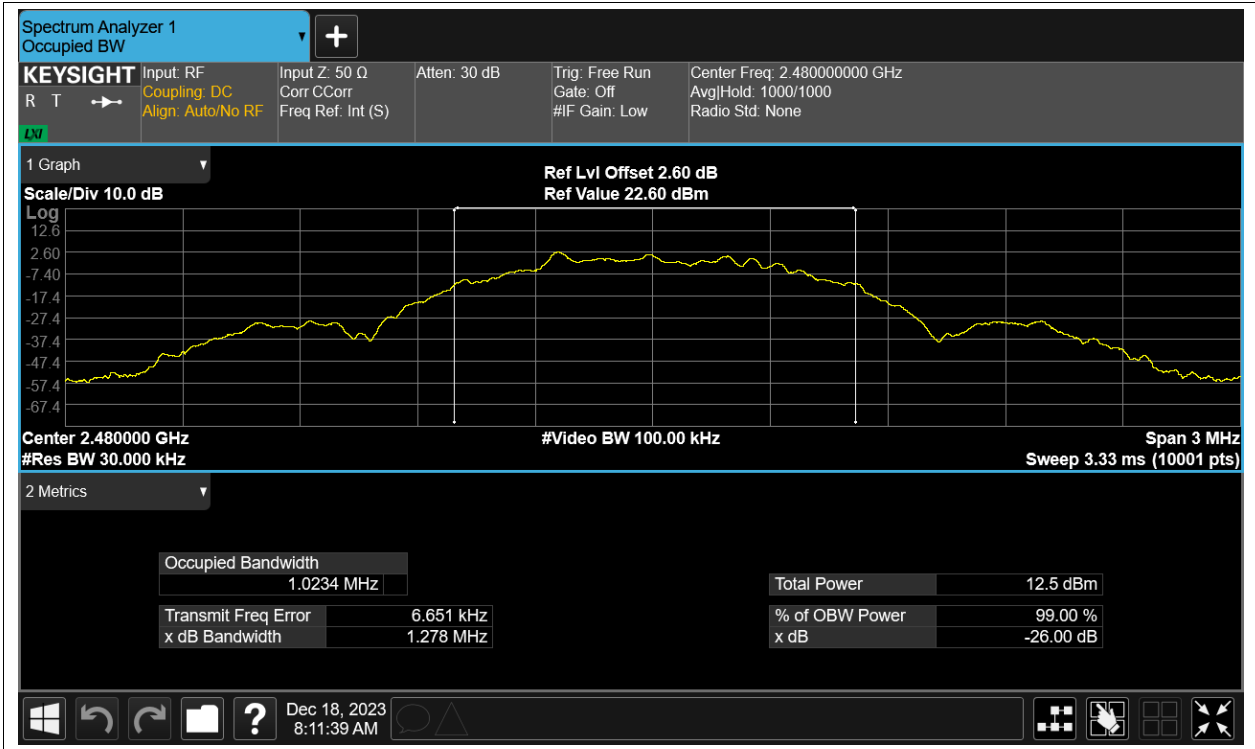 Spectrum Analyzer 1
Occupied BW
KEYSIGHT
R T
LXI
Input: RF
Coupling: DC
Align: Auto/No RF
Input Z: 50 Ω
Corr CCorr
Freq Ref: Int (S)
Atten: 30 dB
Trig: Free Run
Gate: Off
#IF Gain: Low
Center Freq: 2.480000000 GHz
Avg|Hold: 1000/1000
Radio Std: None
1 Graph
Scale/Div 10.0 dB
Ref Lvl Offset 2.60 dB
Ref Value 22.60 dBm
Log
12.6
2.60
-7.40
-17.4
-27.4
-37.4
-47.4
-57.4
-67.4
Center 2.480000 GHz
#Res BW 30.000 kHz
#Video BW 100.00 kHz
Span 3 MHz
Sweep 3.33 ms (10001 pts)
2 Metrics
Occupied Bandwidth
1.0234 MHz
Transmit Freq Error 6.651 kHz
x dB Bandwidth 1.278 MHz
Total Power 12.5 dBm
% of OBW Power 99.00 %
x dB -26.00 dB
?
Dec 18, 2023
8:11:39 AM